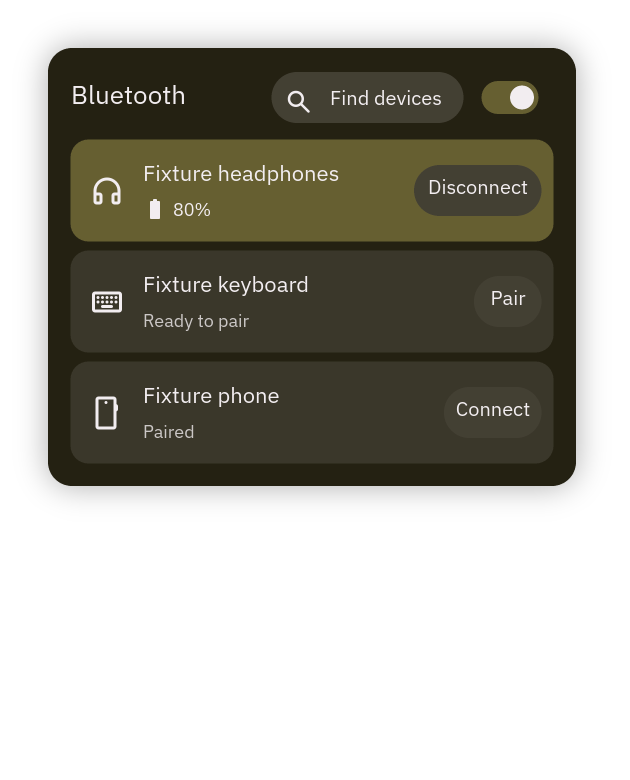 Bluetooth
Find devices
Fixture headphones
80%
Disconnect
Fixture keyboard
Ready to pair
Pair
Fixture phone
Paired
Connect